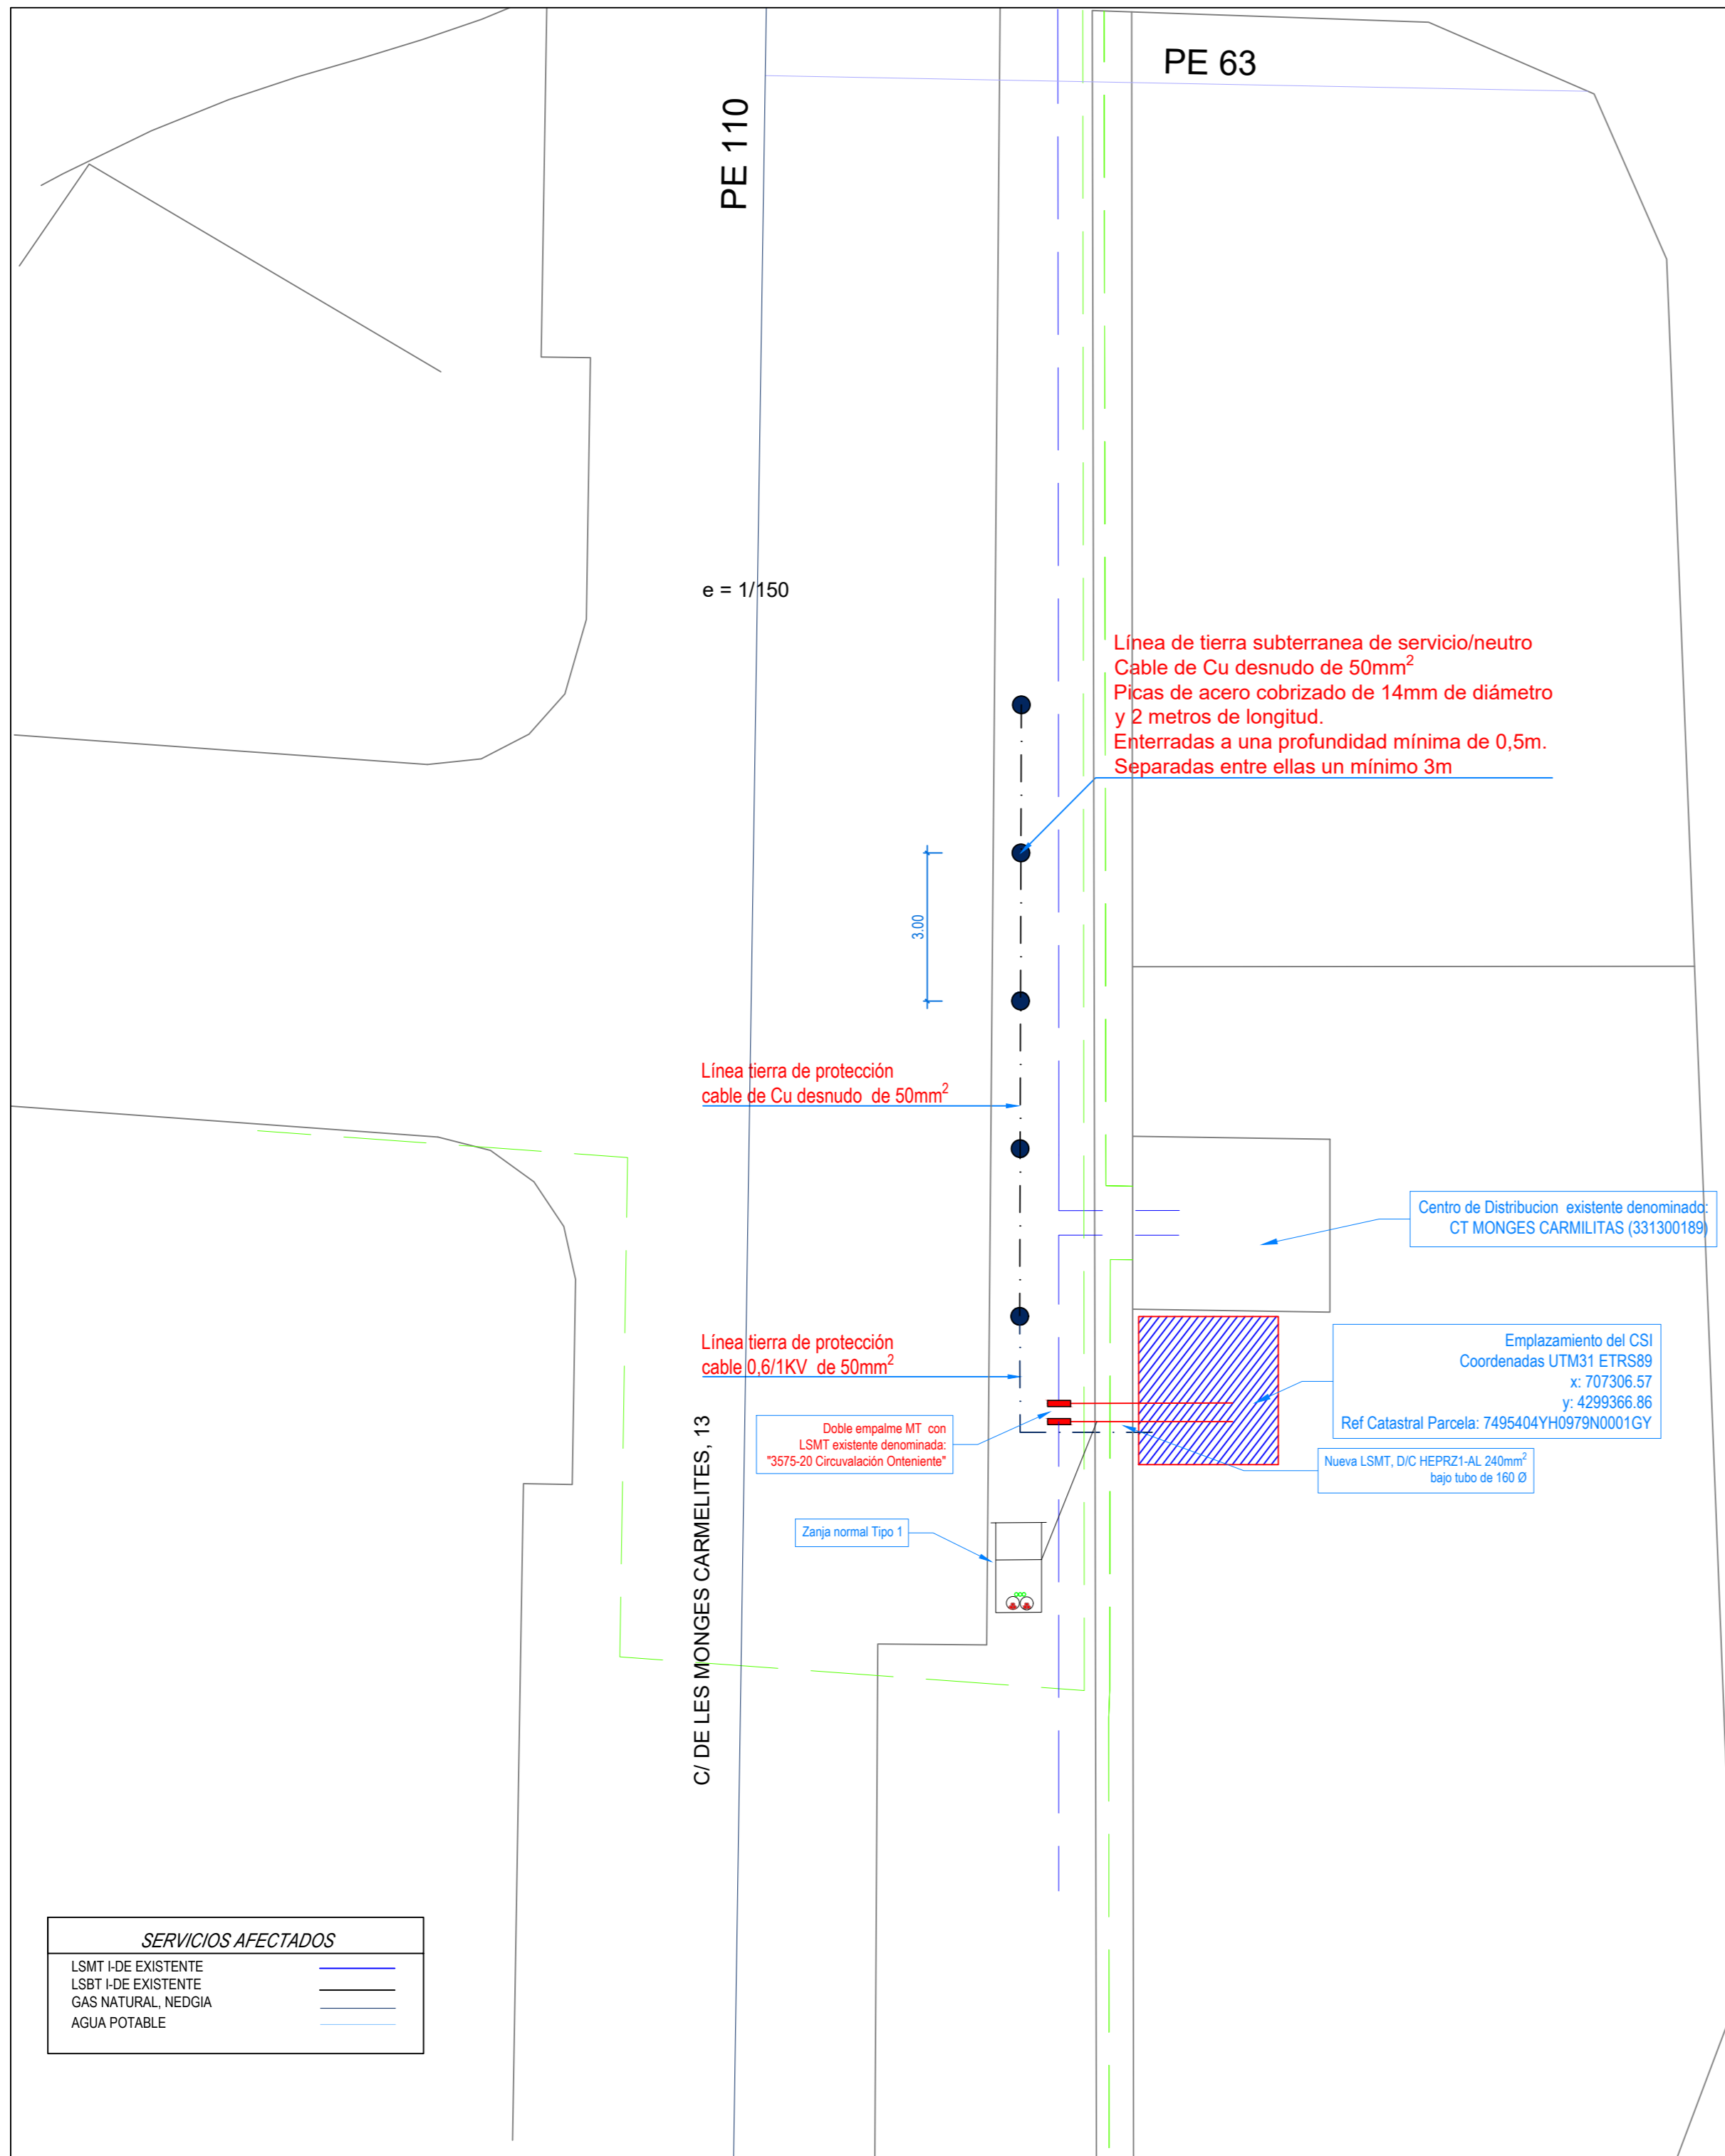 PE 63
PE 110
e = 1/150
Línea de tierra subterranea de servicio/neutro
Cable de Cu desnudo de 50mm²
Picas de acero cobrizado de 14mm de diámetro
y 2 metros de longitud.
Enterradas a una profundidad mínima de 0,5m.
Separadas entre ellas un mínimo 3m
3.00
Línea tierra de protección
cable de Cu desnudo de 50mm²
Centro de Distribucion existente denominado:
CT MONGES CARMILITAS (331300189)
Línea tierra de protección
cable 0,6/1KV de 50mm²
Emplazamiento del CSI
Coordenadas UTM31 ETRS89
x: 707306.57
y: 4299366.86
Ref Catastral Parcela: 7495404YH0979N0001GY
Doble empalme MT con
LSMT existente denominada:
"3575-20 Circuvalación Onteniente"
Nueva LSMT, D/C HEPRZ1-AL 240mm²
bajo tubo de 160 Ø
Zanja normal Tipo 1
C/ DE LES MONGES CARMELITES, 13
SERVICIOS AFECTADOS
LSMT I-DE EXISTENTE
LSBT I-DE EXISTENTE
GAS NATURAL, NEDGIA
AGUA POTABLE